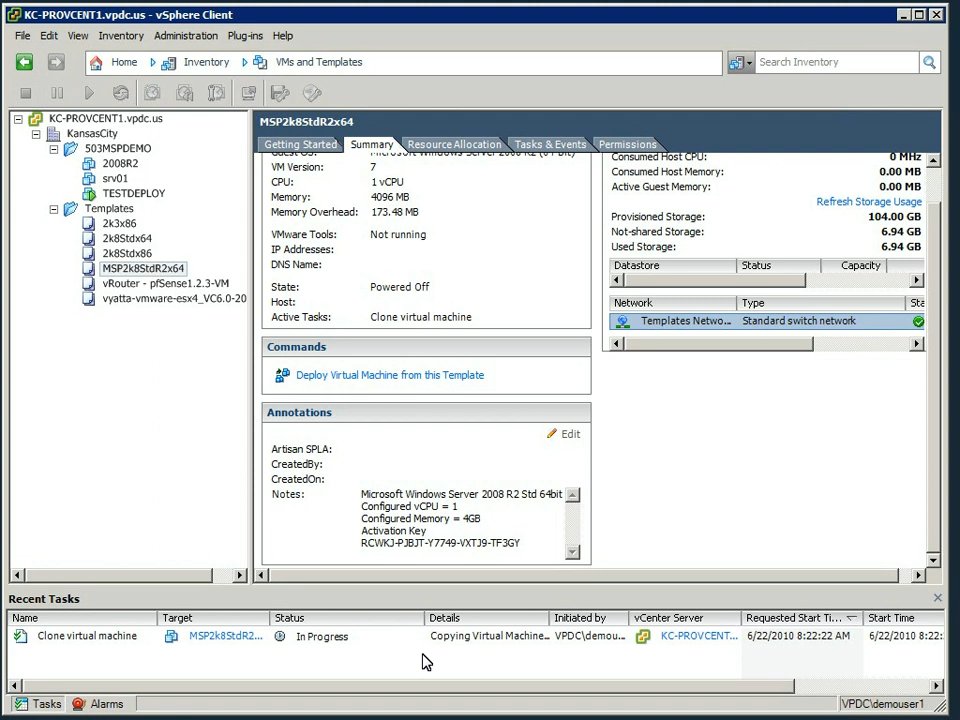 KC-PROVCENT1.vpdc.us - vSphere Client
File Edit View Inventory Administration Plug-ins Help
Home Inventory VMs and Templates Search Inventory
KC-PROVCENT1.vpdc.us
KansasCity
503MSPDEMO
2008R2
srv01
TESTDEPLOY
Templates
2k3x86
2k8Stdx64
2k8Stdx86
MSP2k8StdR2x64
vRouter - pfSense1.2.3-VM
vyatta-vmware-esx4_VC6.0-20
MSP2k8StdR2x64
Getting Started Summary Resource Allocation Tasks & Events Permissions
VM Version: 7
CPU: 1 vCPU
Memory: 4096 MB
Memory Overhead: 173.48 MB
VMware Tools: Not running
IP Addresses:
DNS Name:
State: Powered Off
Host:
Active Tasks: Clone virtual machine
Commands
Deploy Virtual Machine from this Template
Annotations
Edit
Artisan SPLA:
CreatedBy:
CreatedOn:
Notes: Microsoft Windows Server 2008 R2 Std 64bit
Configured vCPU = 1
Configured Memory = 4GB
Activation Key
RCWKJ-PJBJT-Y7749-VXTJ9-TF3GY
Consumed Host CPU: 0 MHz
Consumed Host Memory: 0.00 MB
Active Guest Memory: 0.00 MB
Refresh Storage Usage
Provisioned Storage: 104.00 GB
Not-shared Storage: 6.94 GB
Used Storage: 6.94 GB
Datastore Status Capacity
Network Type Sta
Templates Netwo... Standard switch network
Recent Tasks
Name Target Status Details Initiated by vCenter Server Requested Start Ti... Start Time
Clone virtual machine MSP2k8StdR2... In Progress Copying Virtual Machine... VPDC\demou... KC-PROVCENT... 6/22/2010 8:22:22 AM 6/22/2010 8:22:
Tasks Alarms VPDC\demouser1